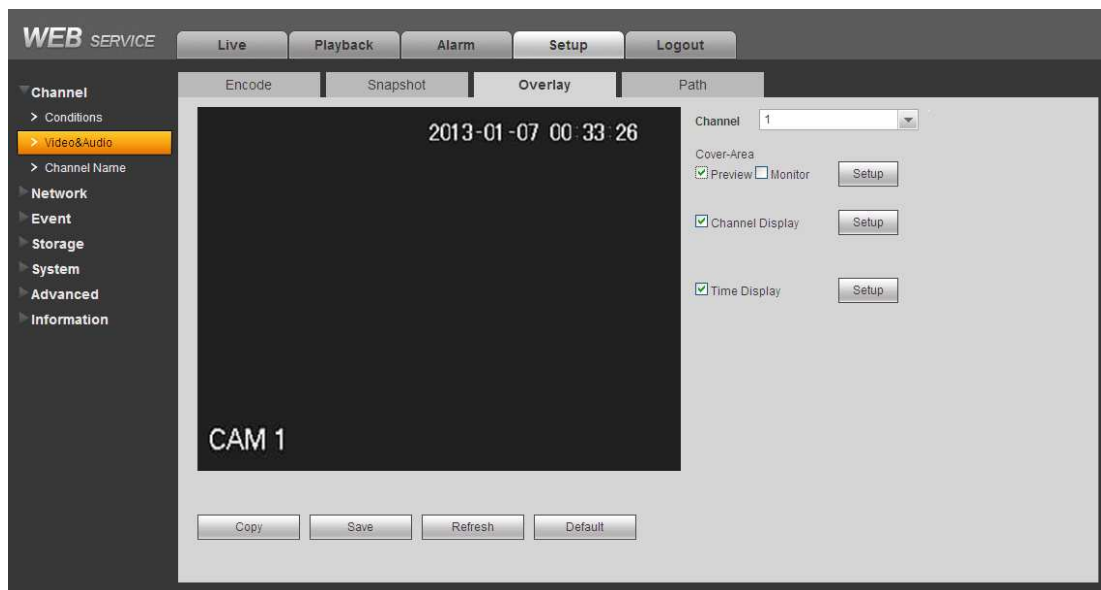 WEB SERVICE
Live Playback Alarm Setup Logout
Encode Snapshot Overlay Path
Channel
> Conditions
> Video&Audio
> Channel Name
Network
Event
Storage
System
Advanced
Information
2013-01-07 00:33:26
CAM 1
Channel 1
Cover-Area
Preview Monitor Setup
Channel Display Setup
Time Display Setup
Copy Save Refresh Default